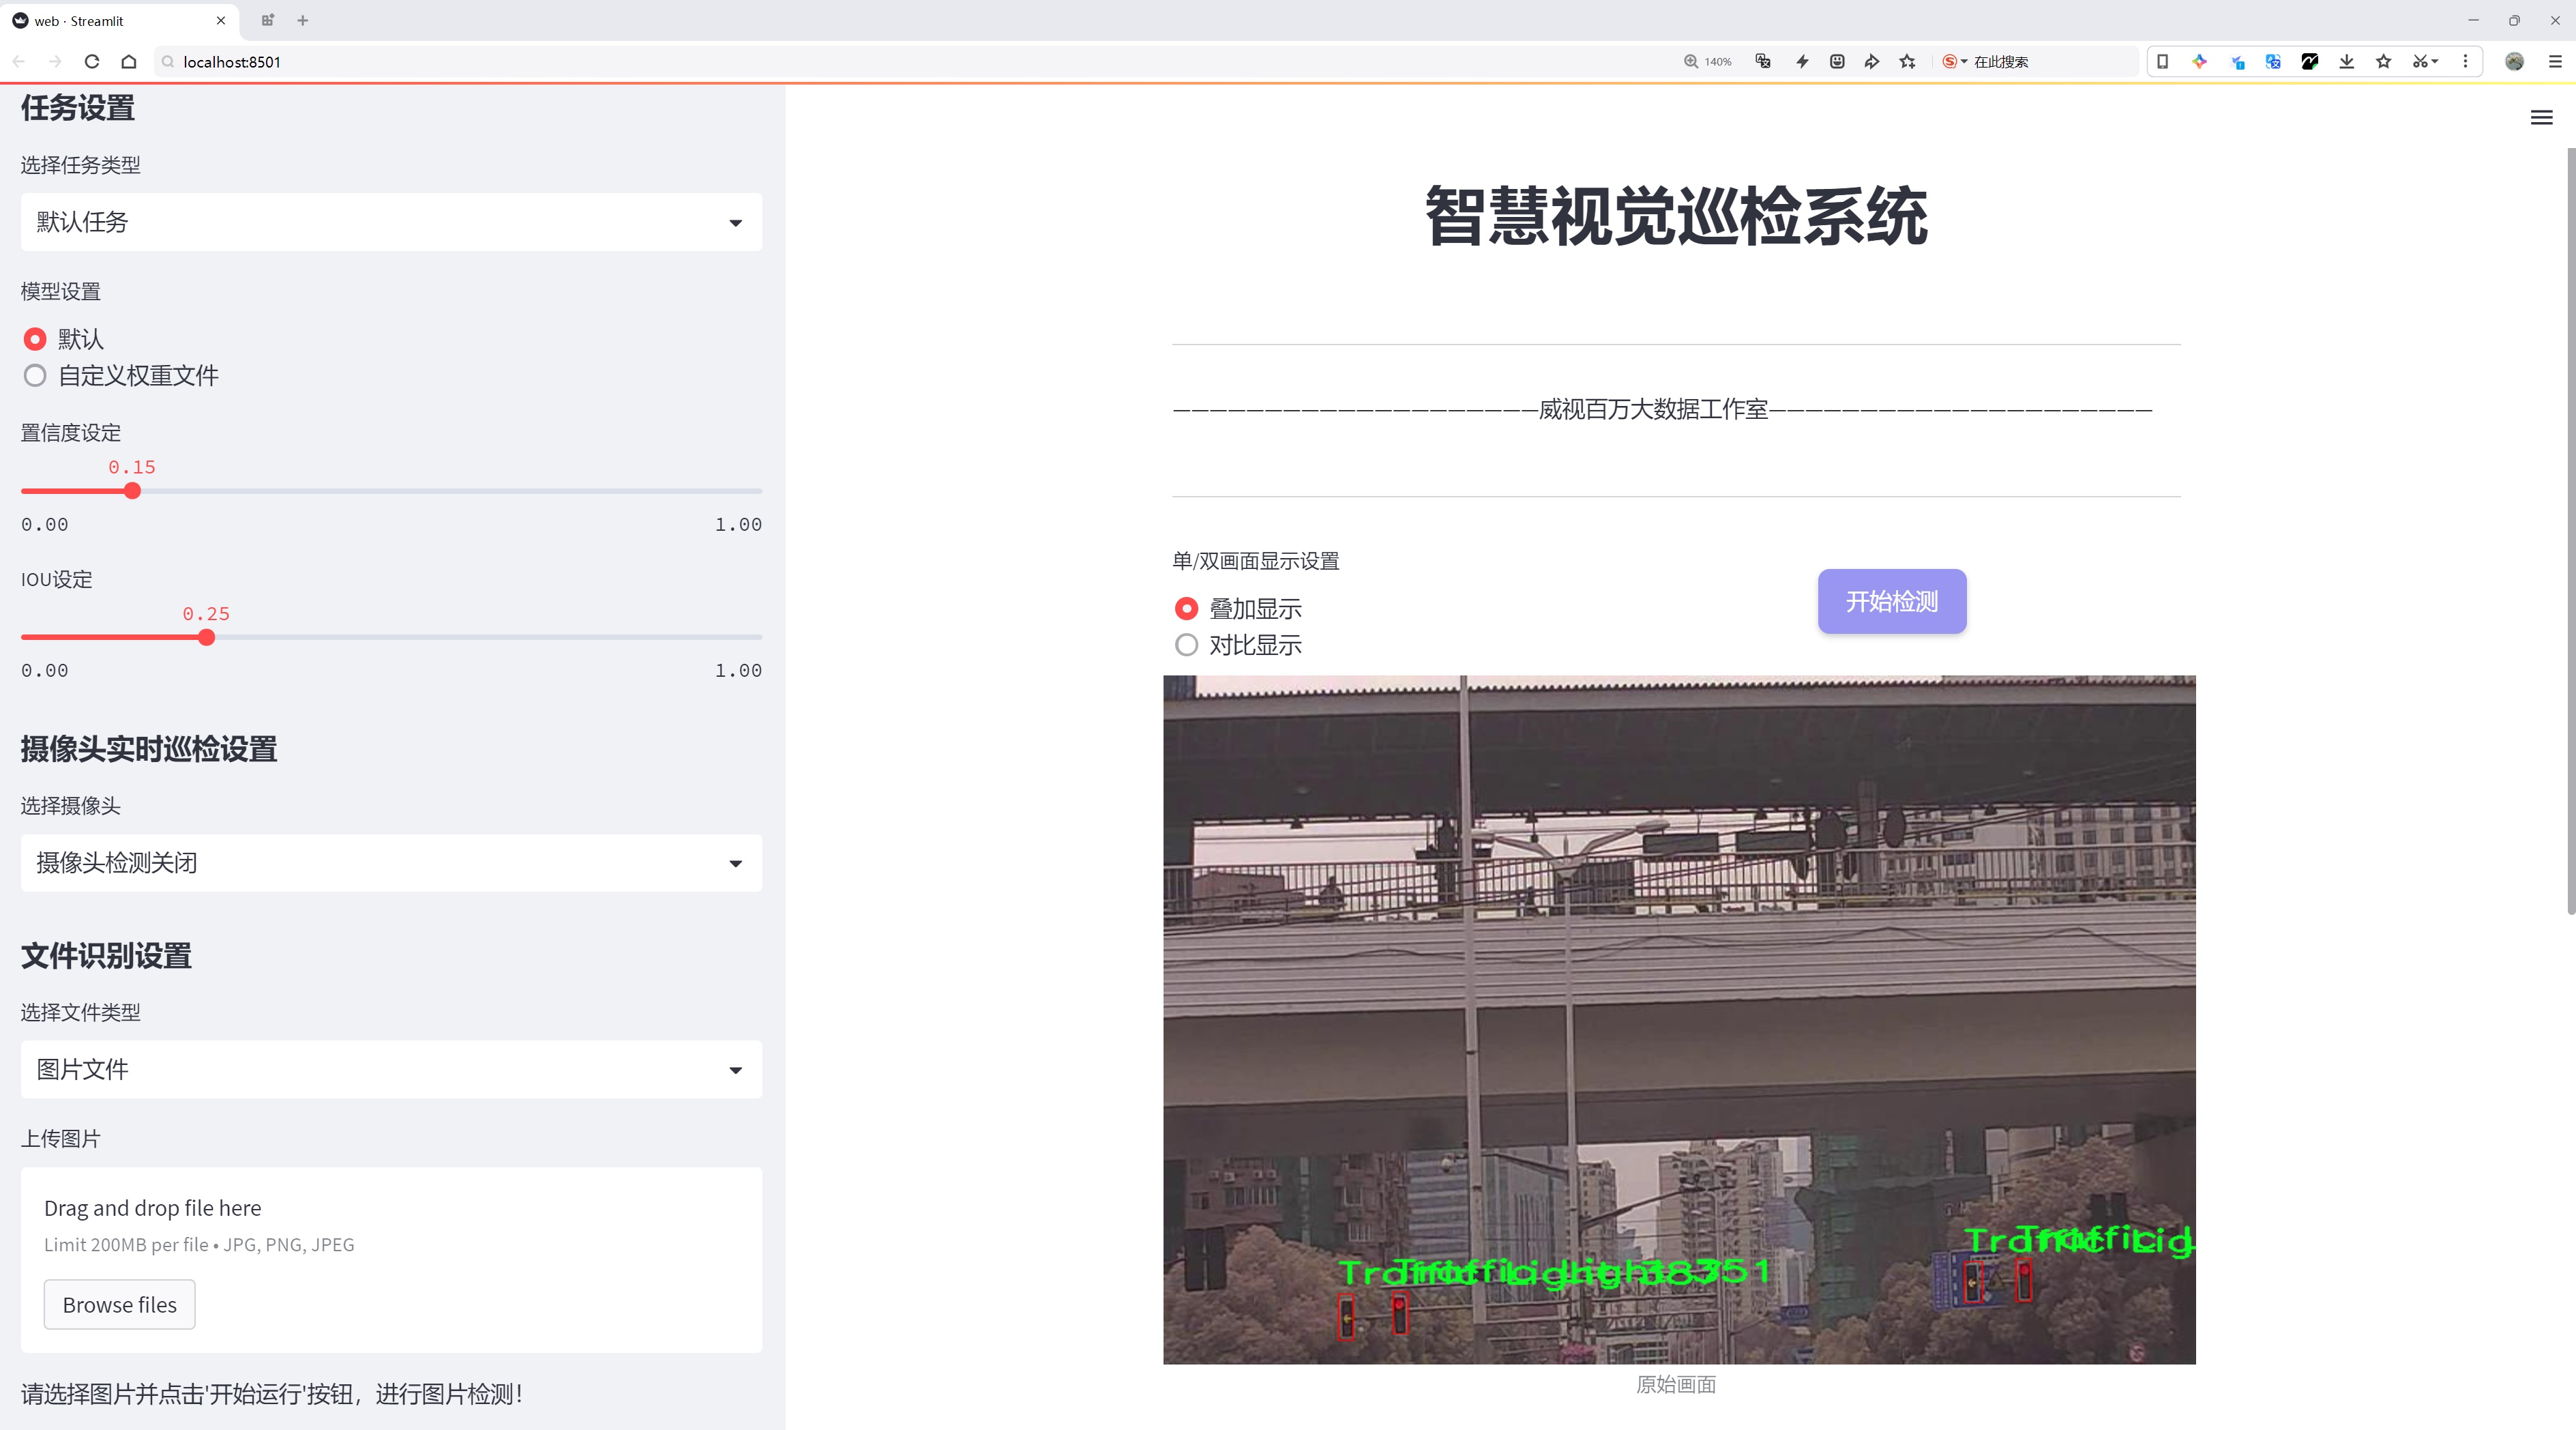 web · Streamlit
localhost:8501
140%
在此搜索
任务设置
选择任务类型
默认任务
模型设置
默认
自定义权重文件
置信度设定
0.15
0.00 1.00
IOU设定
0.25
0.00 1.00
摄像头实时巡检设置
选择摄像头
摄像头检测关闭
文件识别设置
选择文件类型
图片文件
上传图片
Drag and drop file here
Limit 200MB per file • JPG, PNG, JPEG
Browse files
请选择图片并点击'开始运行'按钮，进行图片检测！
智慧视觉巡检系统
————————————————————威视百万大数据工作室—————————————————————
单/双画面显示设置
叠加显示
对比显示
开始检测
原始画面